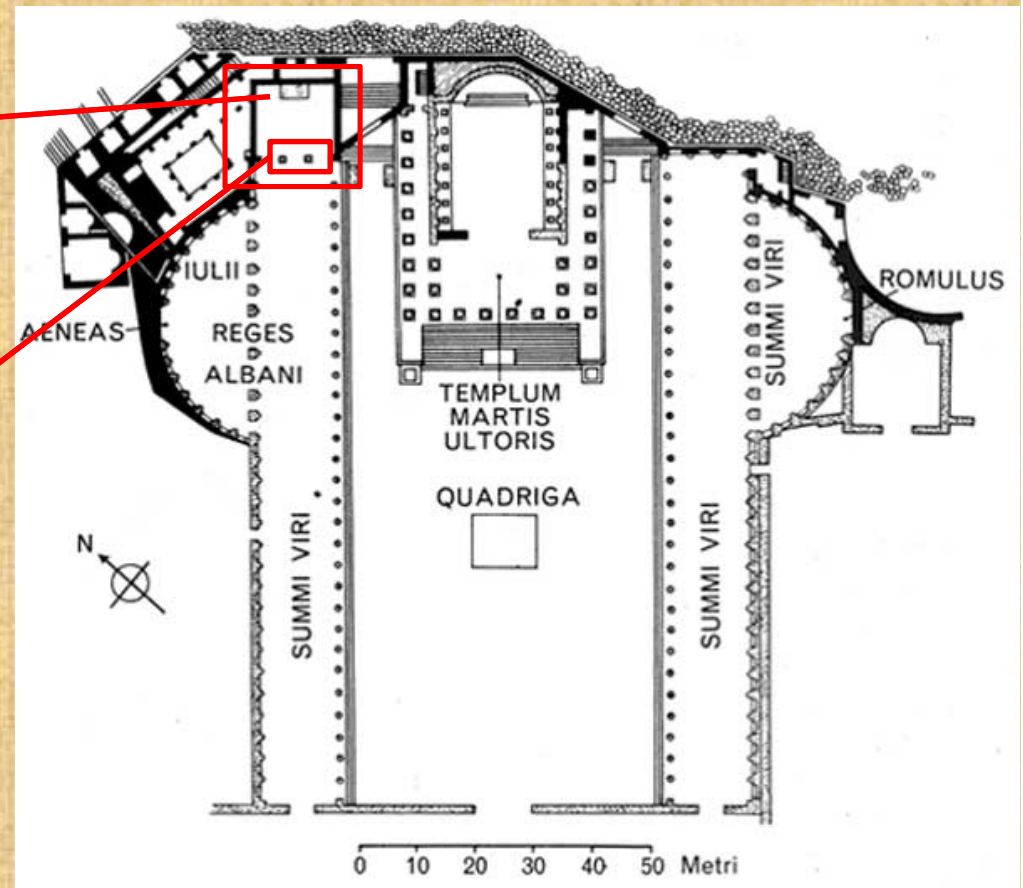 IULII
AENEAS
REGES
ALBANI
SUMMI VIRI
ROMULUS
TEMPLUM
MARTIS
ULTORIS
QUADRIGA
N
SUMMI VIRI
SUMMI VIRI
0 10 20 30 40 50 Metri